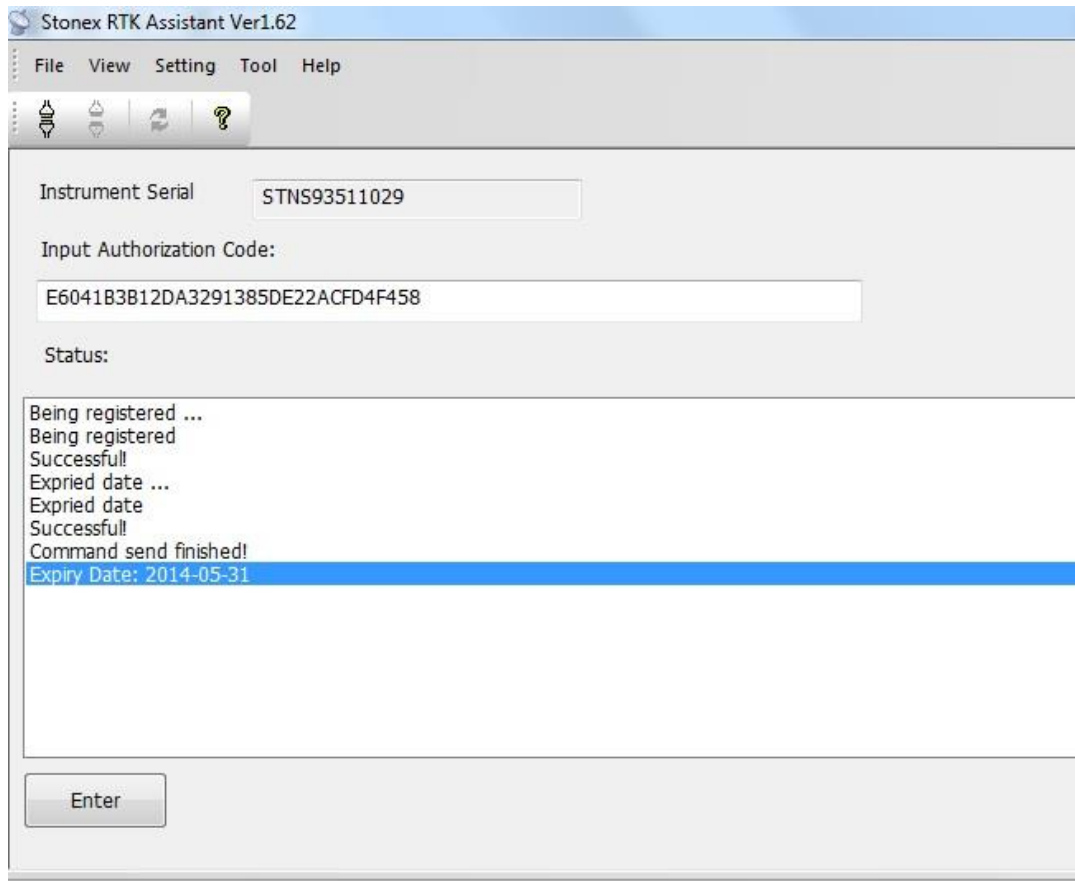 Stonex RTK Assistant Ver1.62
File View Setting Tool Help
Instrument Serial STNS93511029
Input Authorization Code:
E6041B3B12DA3291385DE22ACFD4F458
Status:
Being registered ...
Being registered
Successful!
Expried date ...
Expried date
Successful!
Command send finished!
Expiry Date: 2014-05-31
Enter